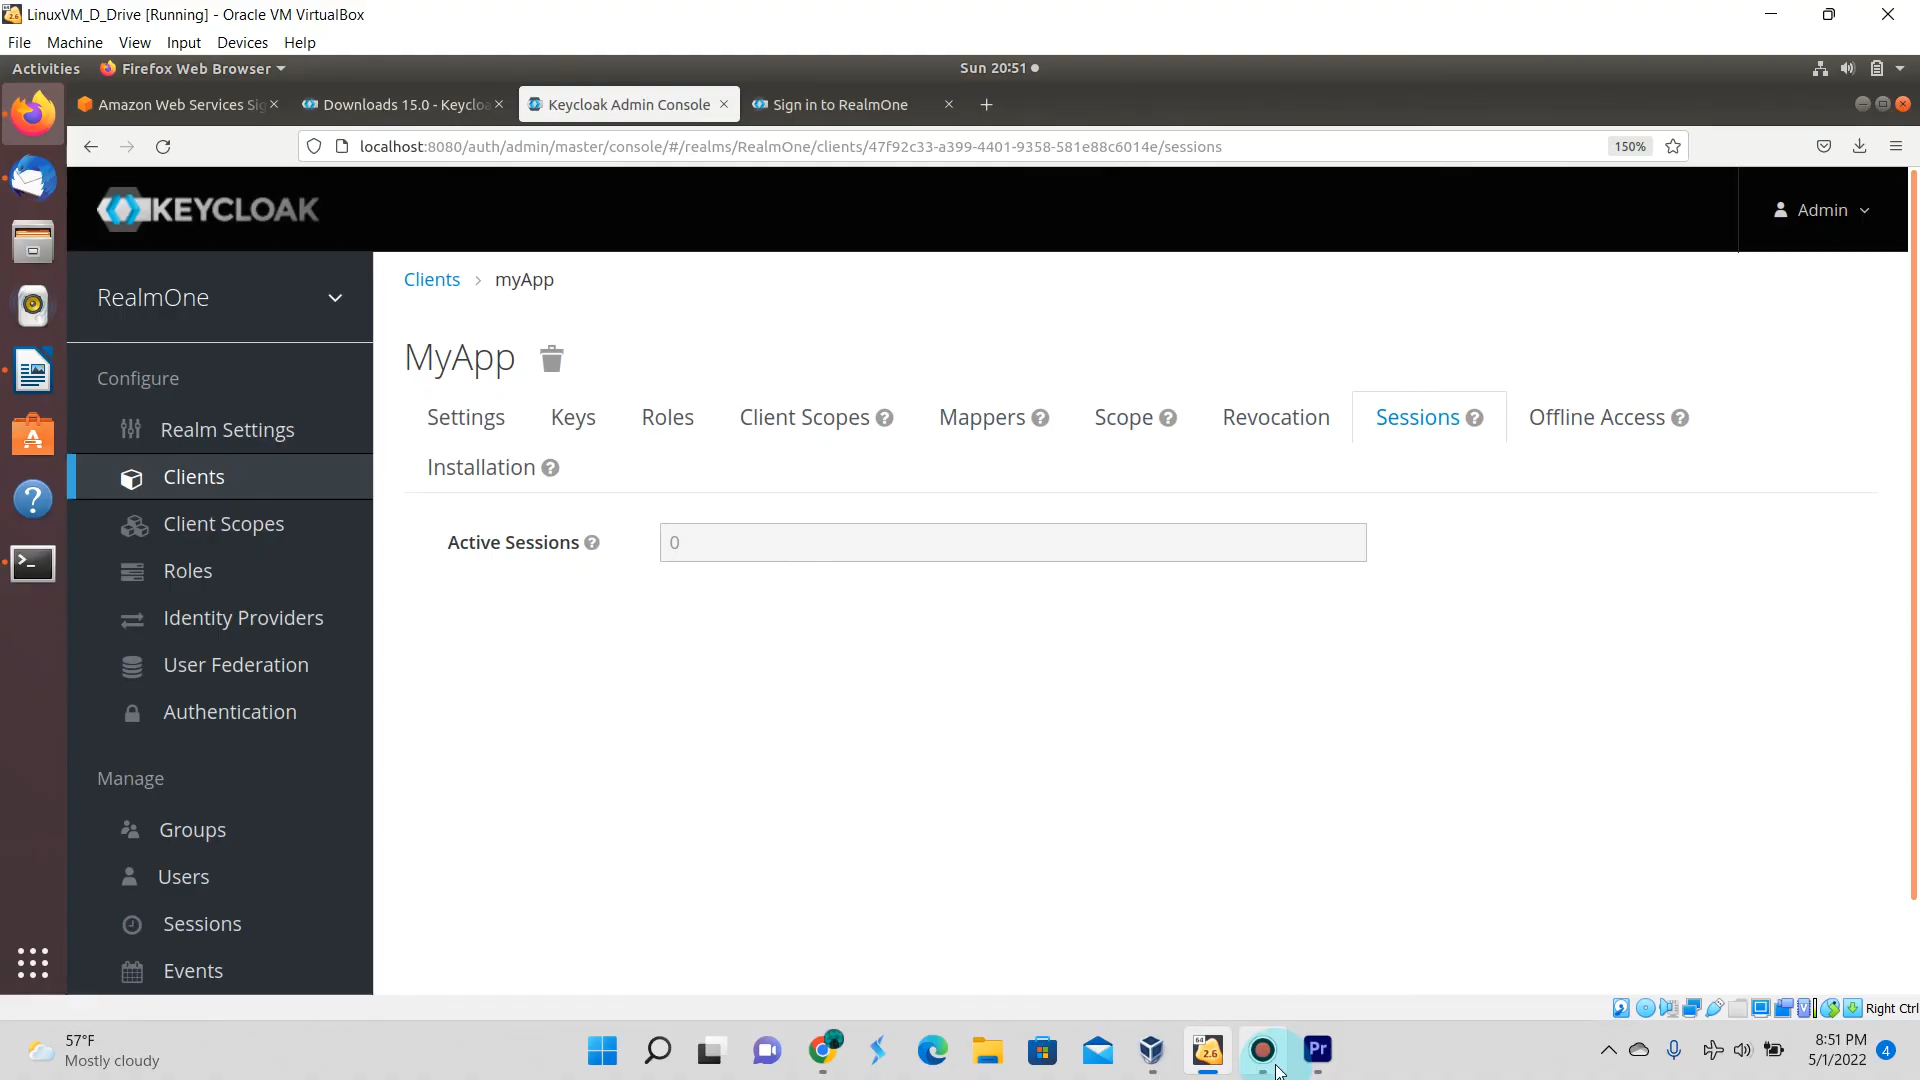 LinuxVM_D_Drive [Running] - Oracle VM VirtualBox
File Machine View Input Devices Help
Activities Firefox Web Browser Sun 20:51
Amazon Web Services Sig Downloads 15.0 - Keycloa Keycloak Admin Console Sign in to RealmOne
localhost:8080/auth/admin/master/console/#/realms/RealmOne/clients/47f92c33-a399-4401-9358-581e88c6014e/sessions 150%
KEYCLOAK Admin
RealmOne
Clients > myApp
MyApp
Configure
Settings Keys Roles Client Scopes Mappers Scope Revocation Sessions Offline Access
Installation
Realm Settings
Clients
Client Scopes
Roles
Identity Providers
User Federation
Authentication
Active Sessions 0
Manage
Groups
Users
Sessions
Events
Right Ctrl
57°F
Mostly cloudy
64
2.6
Pr
8:51 PM
5/1/2022
4